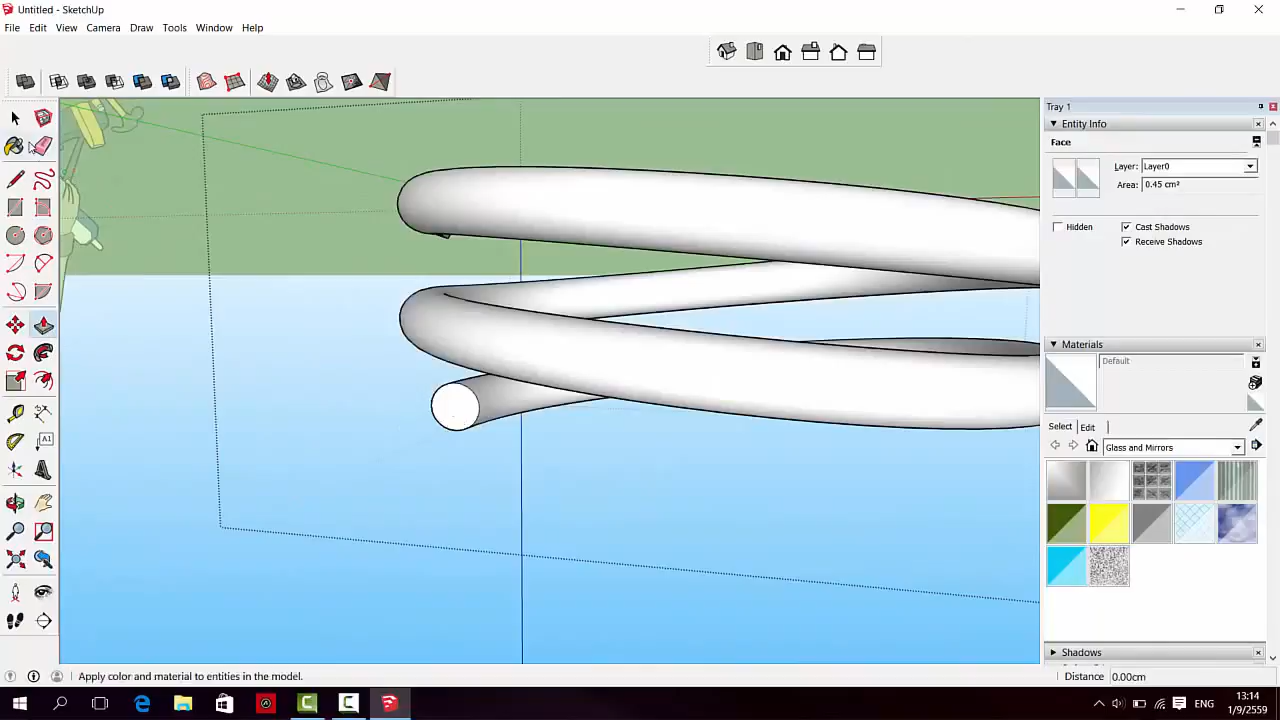 Untitled - SketchUp
File Edit View Camera Draw Tools Window Help
Tray 1
Entity Info
Face
Layer: Layer0
Area: 0.45 cm²
Hidden Cast Shadows
Receive Shadows
Materials
Default
Select Edit
Glass and Mirrors
Shadows
A1
Apply color and material to entities in the model.
Distance 0.00cm
ENG
13:14
1/9/2559